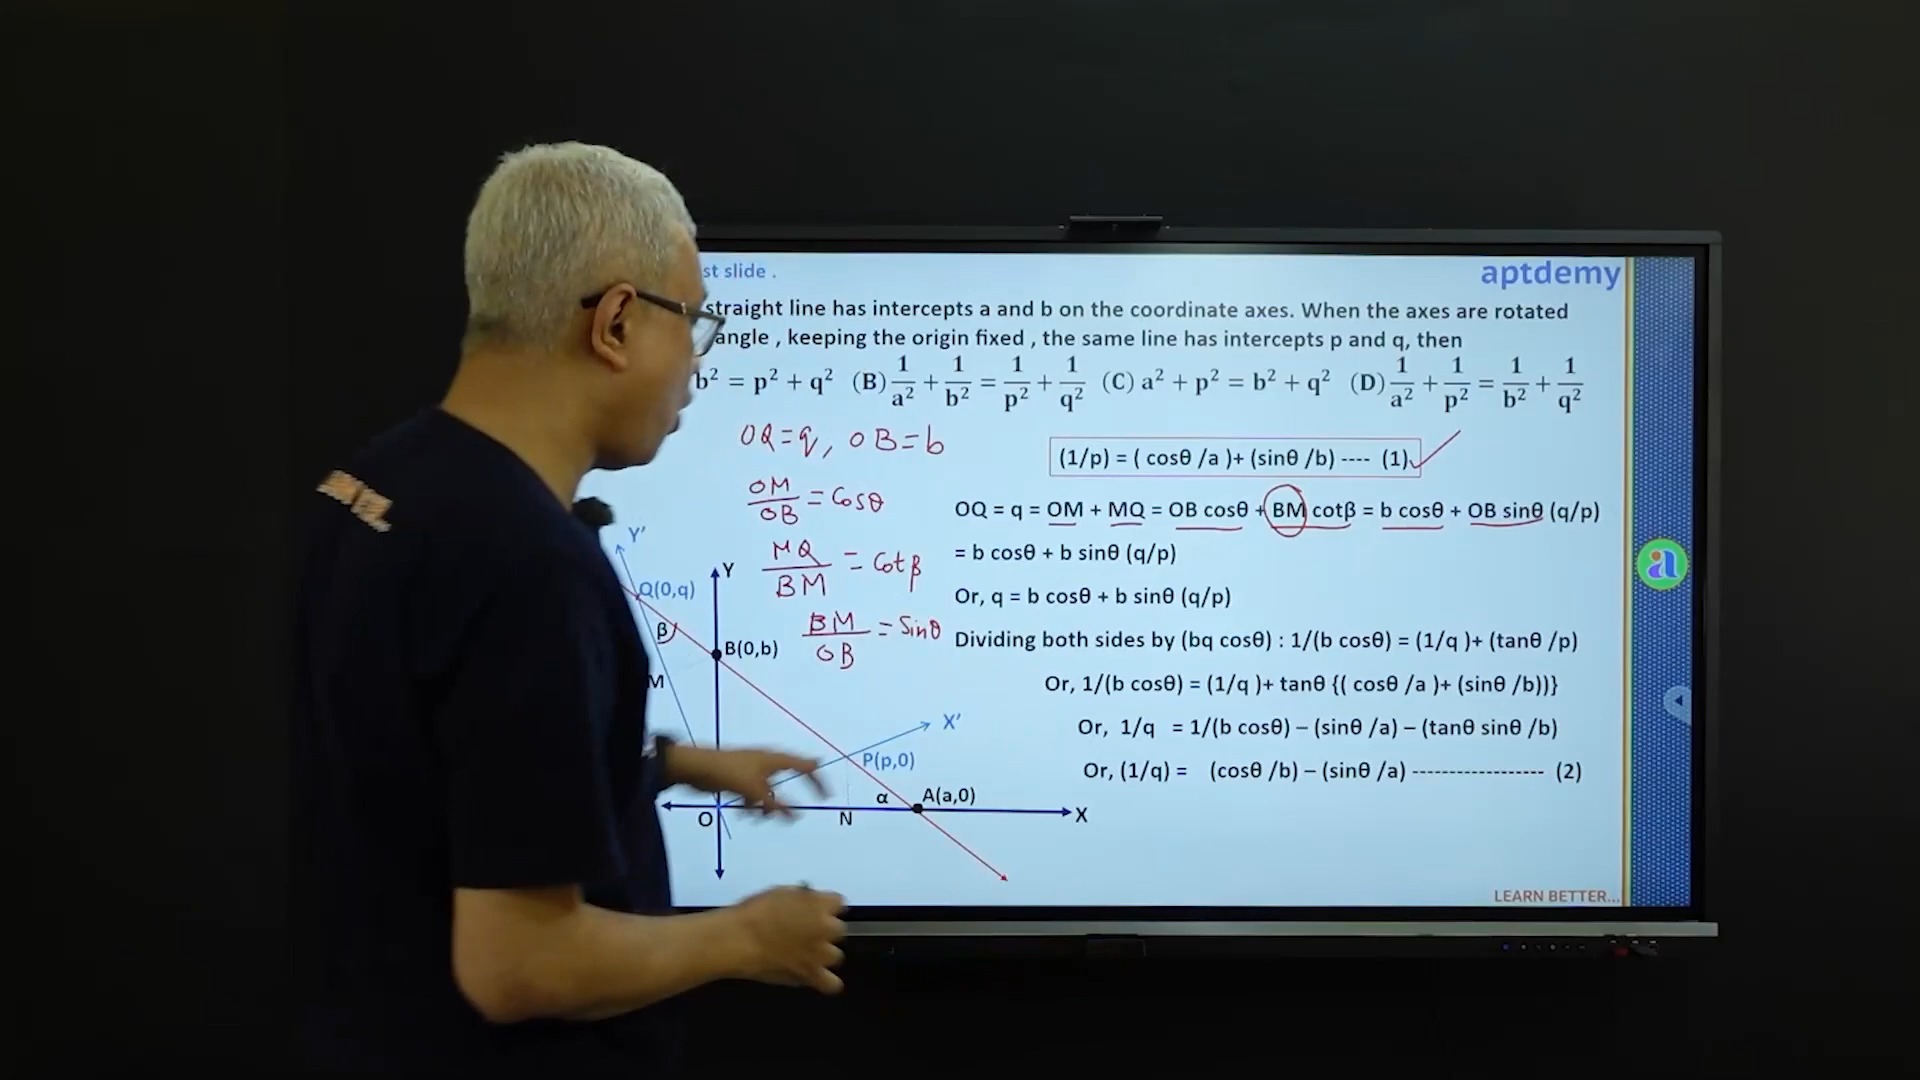 st slide .
aptdemy
straight line has intercepts a and b on the coordinate axes. When the axes are rotated
angle , keeping the origin fixed , the same line has intercepts p and q, then
b² = p² + q² (B) 1/a² + 1/b² = 1/p² + 1/q² (C) a² + p² = b² + q² (D) 1/a² + 1/p² = 1/b² + 1/q²
OQ=q, OB=b
(1/p) = ( cosθ /a )+ (sinθ /b) ---- (1)
OM/OB = Cosθ
OQ = q = OM + MQ = OB cosθ + BM cotβ = b cosθ + OB sinθ (q/p)
MQ/BM = Cotβ
= b cosθ + b sinθ (q/p)
Or, q = b cosθ + b sinθ (q/p)
BM/OB = Sinθ
Dividing both sides by (bq cosθ) : 1/(b cosθ) = (1/q )+ (tanθ /p)
Or, 1/(b cosθ) = (1/q )+ tanθ {( cosθ /a )+ (sinθ /b))}
Or, 1/q = 1/(b cosθ) – (sinθ /a) – (tanθ sinθ /b)
Or, (1/q) = (cosθ /b) – (sinθ /a) ------------------- (2)
Y'
Y
Q(0,q)
β
B(0,b)
M
X'
P(p,0)
α
A(a,0)
O
N
X
a
LEARN BETTER...